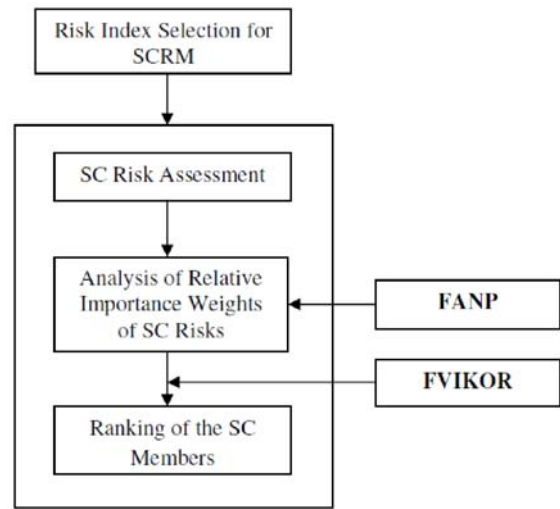 Risk Index Selection for
SCRM
SC Risk Assessment
Analysis of Relative
Importance Weights
of SC Risks
FANP
FVIKOR
Ranking of the SC
Members